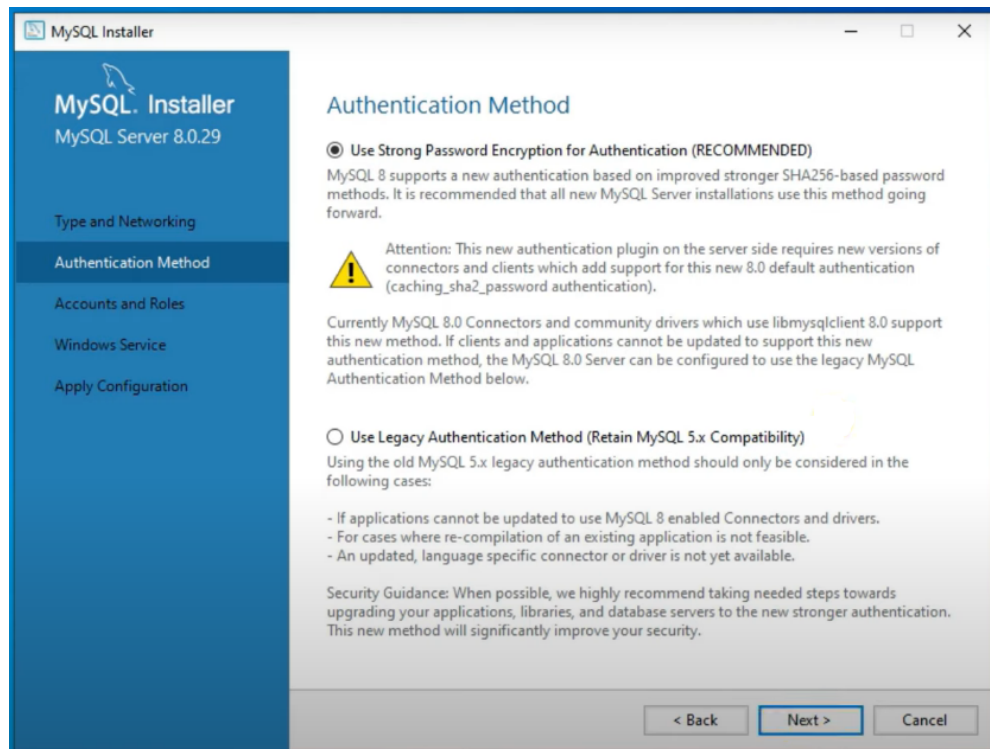 MySQL Installer
MySQL. Installer
MySQL Server 8.0.29
Type and Networking
Authentication Method
Accounts and Roles
Windows Service
Apply Configuration
Authentication Method
Use Strong Password Encryption for Authentication (RECOMMENDED)
MySQL 8 supports a new authentication based on improved stronger SHA256-based password
methods. It is recommended that all new MySQL Server installations use this method going
forward.
Attention: This new authentication plugin on the server side requires new versions of
connectors and clients which add support for this new 8.0 default authentication
(caching_sha2_password authentication).
Currently MySQL 8.0 Connectors and community drivers which use libmysqlclient 8.0 support
this new method. If clients and applications cannot be updated to support this new
authentication method, the MySQL 8.0 Server can be configured to use the legacy MySQL
Authentication Method below.
Use Legacy Authentication Method (Retain MySQL 5.x Compatibility)
Using the old MySQL 5.x legacy authentication method should only be considered in the
following cases:
- If applications cannot be updated to use MySQL 8 enabled Connectors and drivers.
- For cases where re-compilation of an existing application is not feasible.
- An updated, language specific connector or driver is not yet available.
Security Guidance: When possible, we highly recommend taking needed steps towards
upgrading your applications, libraries, and database servers to the new stronger authentication.
This new method will significantly improve your security.
< Back
Next >
Cancel